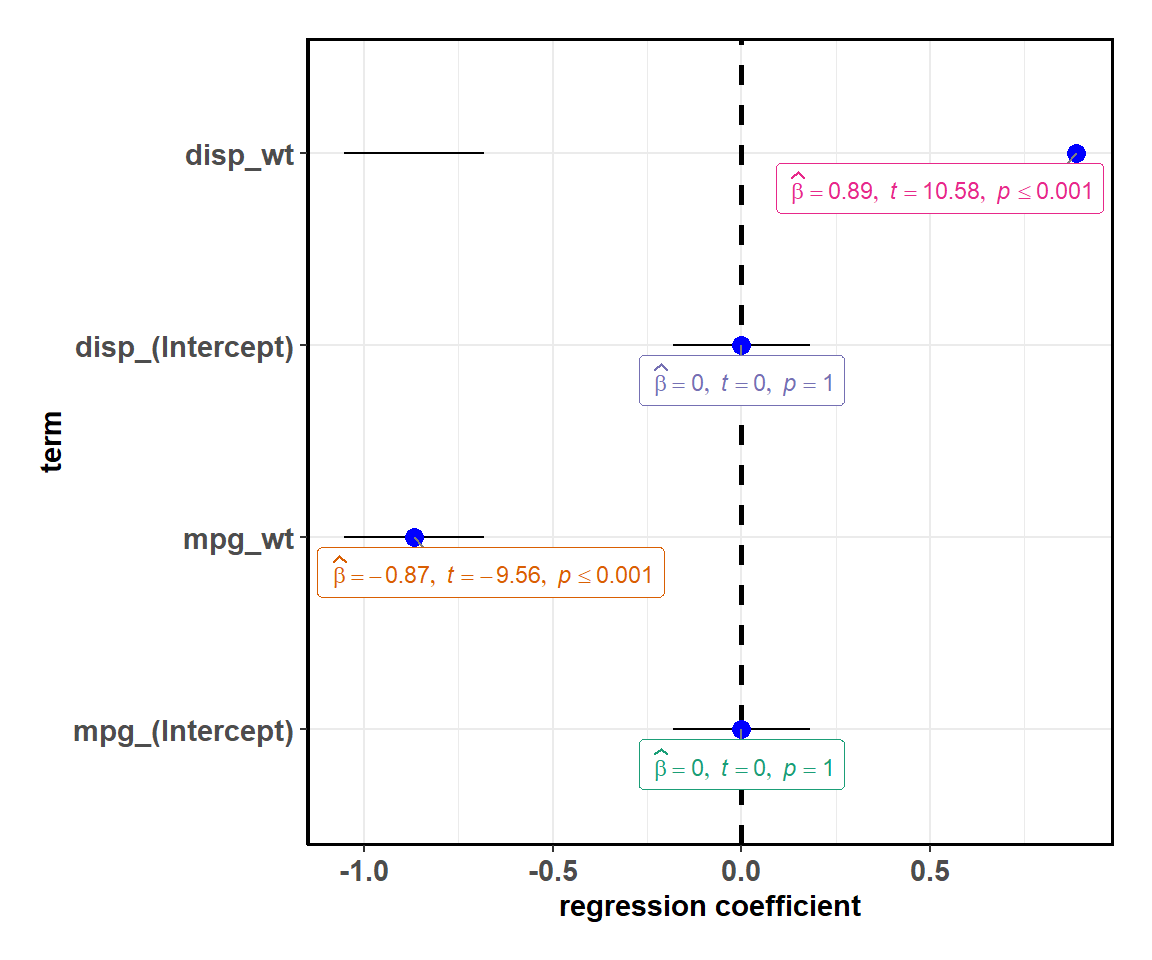 disp_wt
β̂ = 0.89, t = 10.58, p ≤ 0.001
disp_(Intercept)
β̂ = 0, t = 0, p = 1
term
mpg_wt
β̂ = −0.87, t = −9.56, p ≤ 0.001
mpg_(Intercept)
β̂ = 0, t = 0, p = 1
-1.0 -0.5 0.0 0.5
regression coefficient